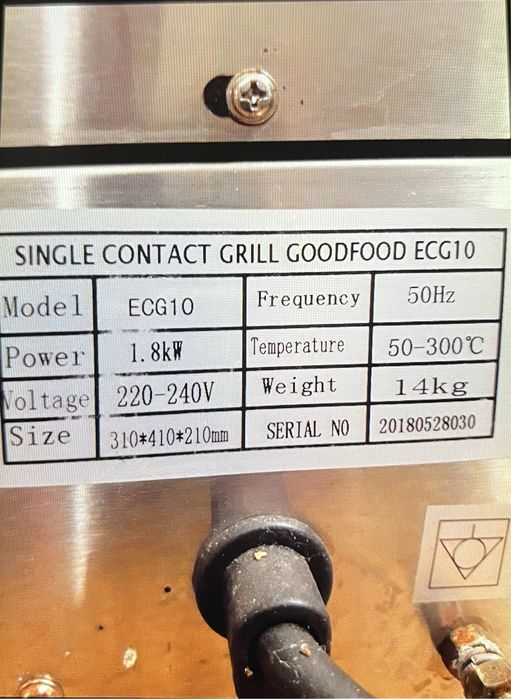 SINGLE CONTACT GRILL GOODFOOD ECG10
Model ECG10 Frequency 50Hz
Power 1.8kW Temperature 50-300℃
Voltage 220-240V Weight 14kg
Size 310*410*210mm SERIAL NO 20180528030